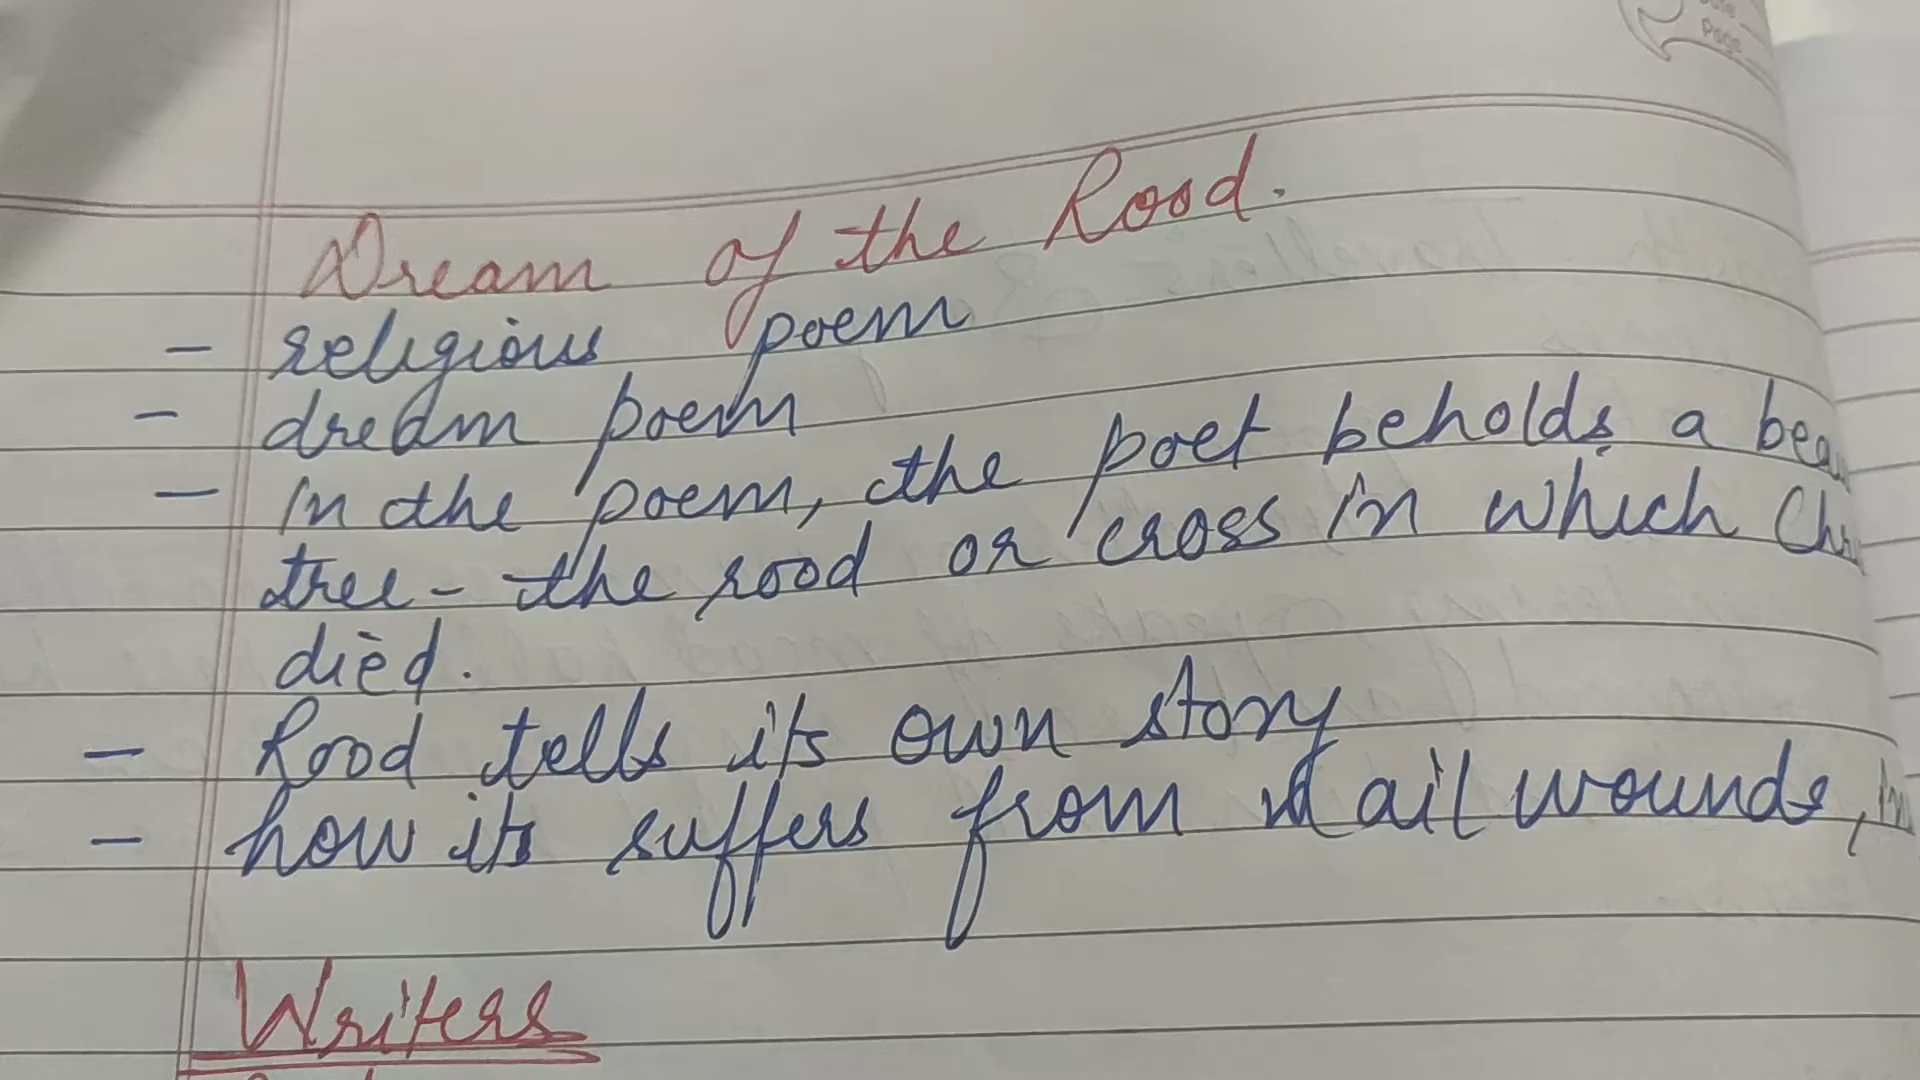 Page
Dream of the Rood.
- religious poem
- dream poem
- in the poem, the poet beholds a
tree - the rood or cross in which
died.
- Rood tells its own story
- how its suffers from nail wounds,
Writers